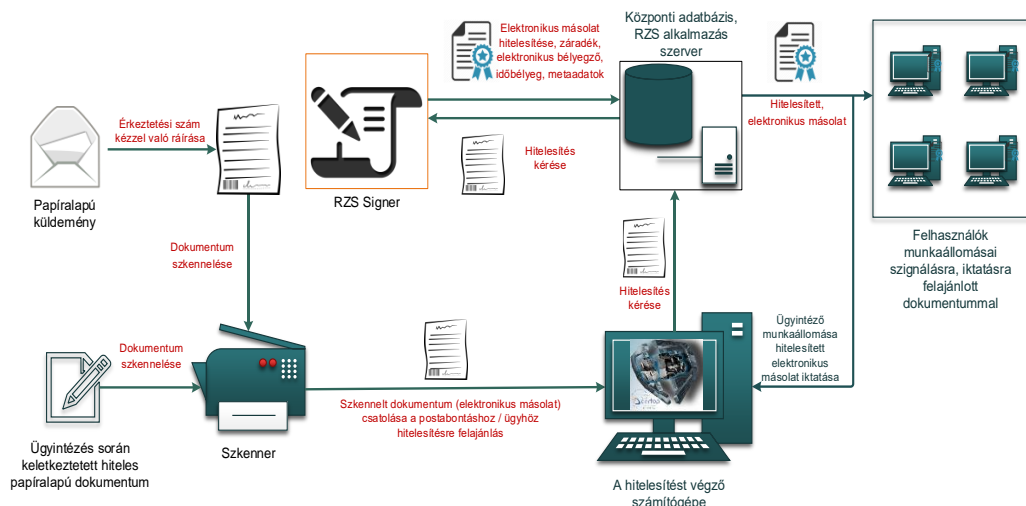 Elektronikus másolat
hitelesítése, záradék,
elektronikus bélyegző,
időbélyeg, metaadatok
Központi adatbázis,
RZS alkalmazás
szerver
Érkeztetési szám
kézzel való ráírása
Hitelesítés
kérése
Hitelesített,
elektronikus másolat
Papíralapú
küldemény
RZS Signer
Felhasználók
munkaállomásai
szignálásra, iktatásra
felajánlott
dokumentummal
Dokumentum
szkennelése
Hitelesítés
kérése
Dokumentum
szkennelése
Ügyintéző
munkaállomása
hitelesített
elektronikus
másolat iktatása
Szkennelt dokumentum (elektronikus másolat)
csatolása a postabontáshoz / ügyhöz
hitelesítésre felajánlás
Ügyintézés során
keletkeztetett hiteles
papíralapú dokumentum
Szkenner
A hitelesítést végző
számítógépe